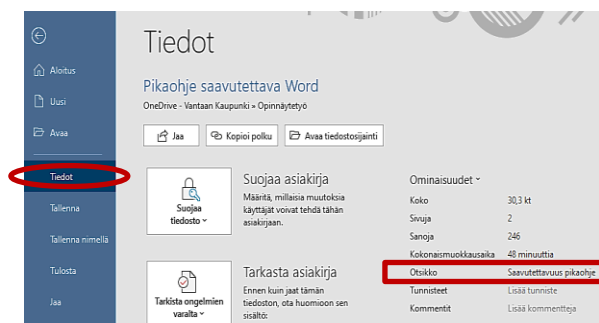 Tiedot
Aloitus
Uusi
Avaa
Tiedot
Tallenna
Tallenna nimellä
Tulosta
Jaa
Pikaohje saavutettava Word
OneDrive - Vantaan Kaupunki » Opinnäytetyö
Jaa
Kopioi polku
Avaa tiedostosijainti
Suojaa
tiedosto
Suojaa asiakirja
Määritä, millaisia muutoksia
käyttäjät voivat tehdä tähän
asiakirjaan.
Tarkista ongelmien
varalta
Tarkasta asiakirja
Ennen kuin jaat tämän
tiedoston, ota huomioon sen
sisältö:
Ominaisuudet
Koko 30,3 kt
Sivuja 2
Sanoja 246
Kokonaismuokkausaika 48 minuuttia
Otsikko Saavutettavuus pikaohje
Tunnisteet Lisää tunniste
Kommentit Lisää kommentteja